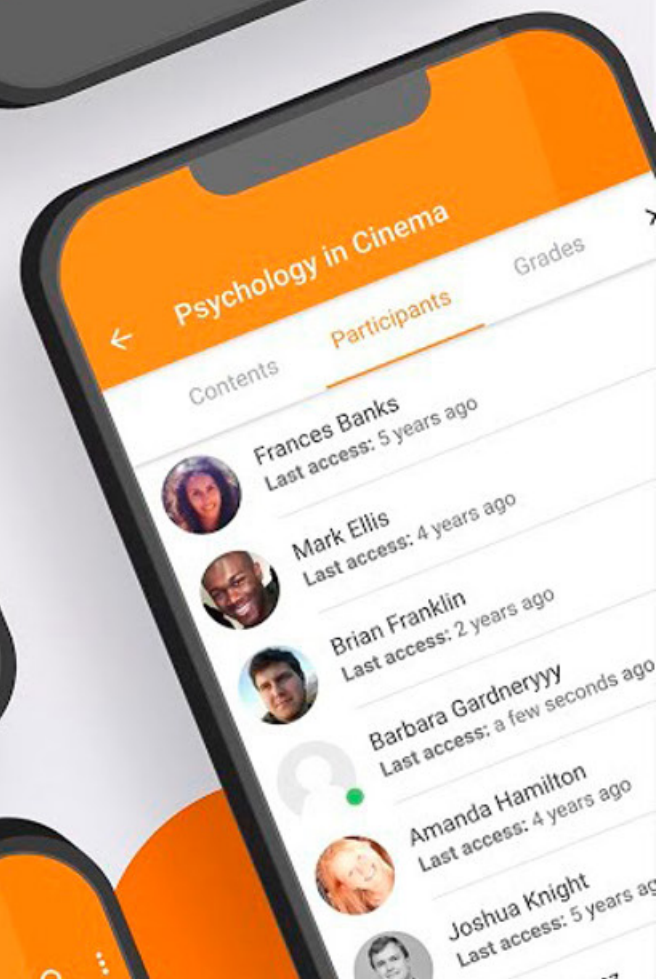 Psychology in Cinema
Contents
Participants
Grades
Frances Banks
Last access: 5 years ago
Mark Ellis
Last access: 4 years ago
Brian Franklin
Last access: 2 years ago
Barbara Gardneryyy
Last access: a few seconds ago
Amanda Hamilton
Last access: 4 years ago
Joshua Knight
Last access: 5 years